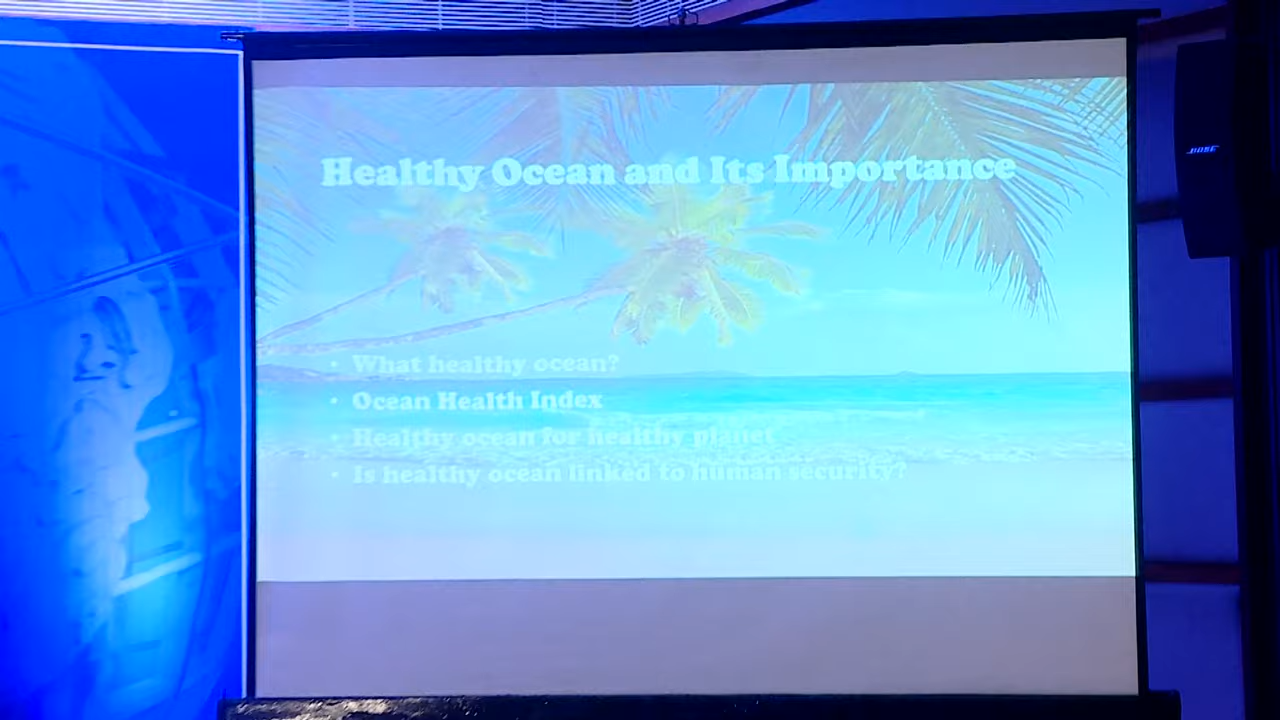 Healthy Ocean and Its Importance
• What healthy ocean?
• Ocean Health Index
• Healthy ocean for healthy planet
• Is healthy ocean linked to human security?
BOSE